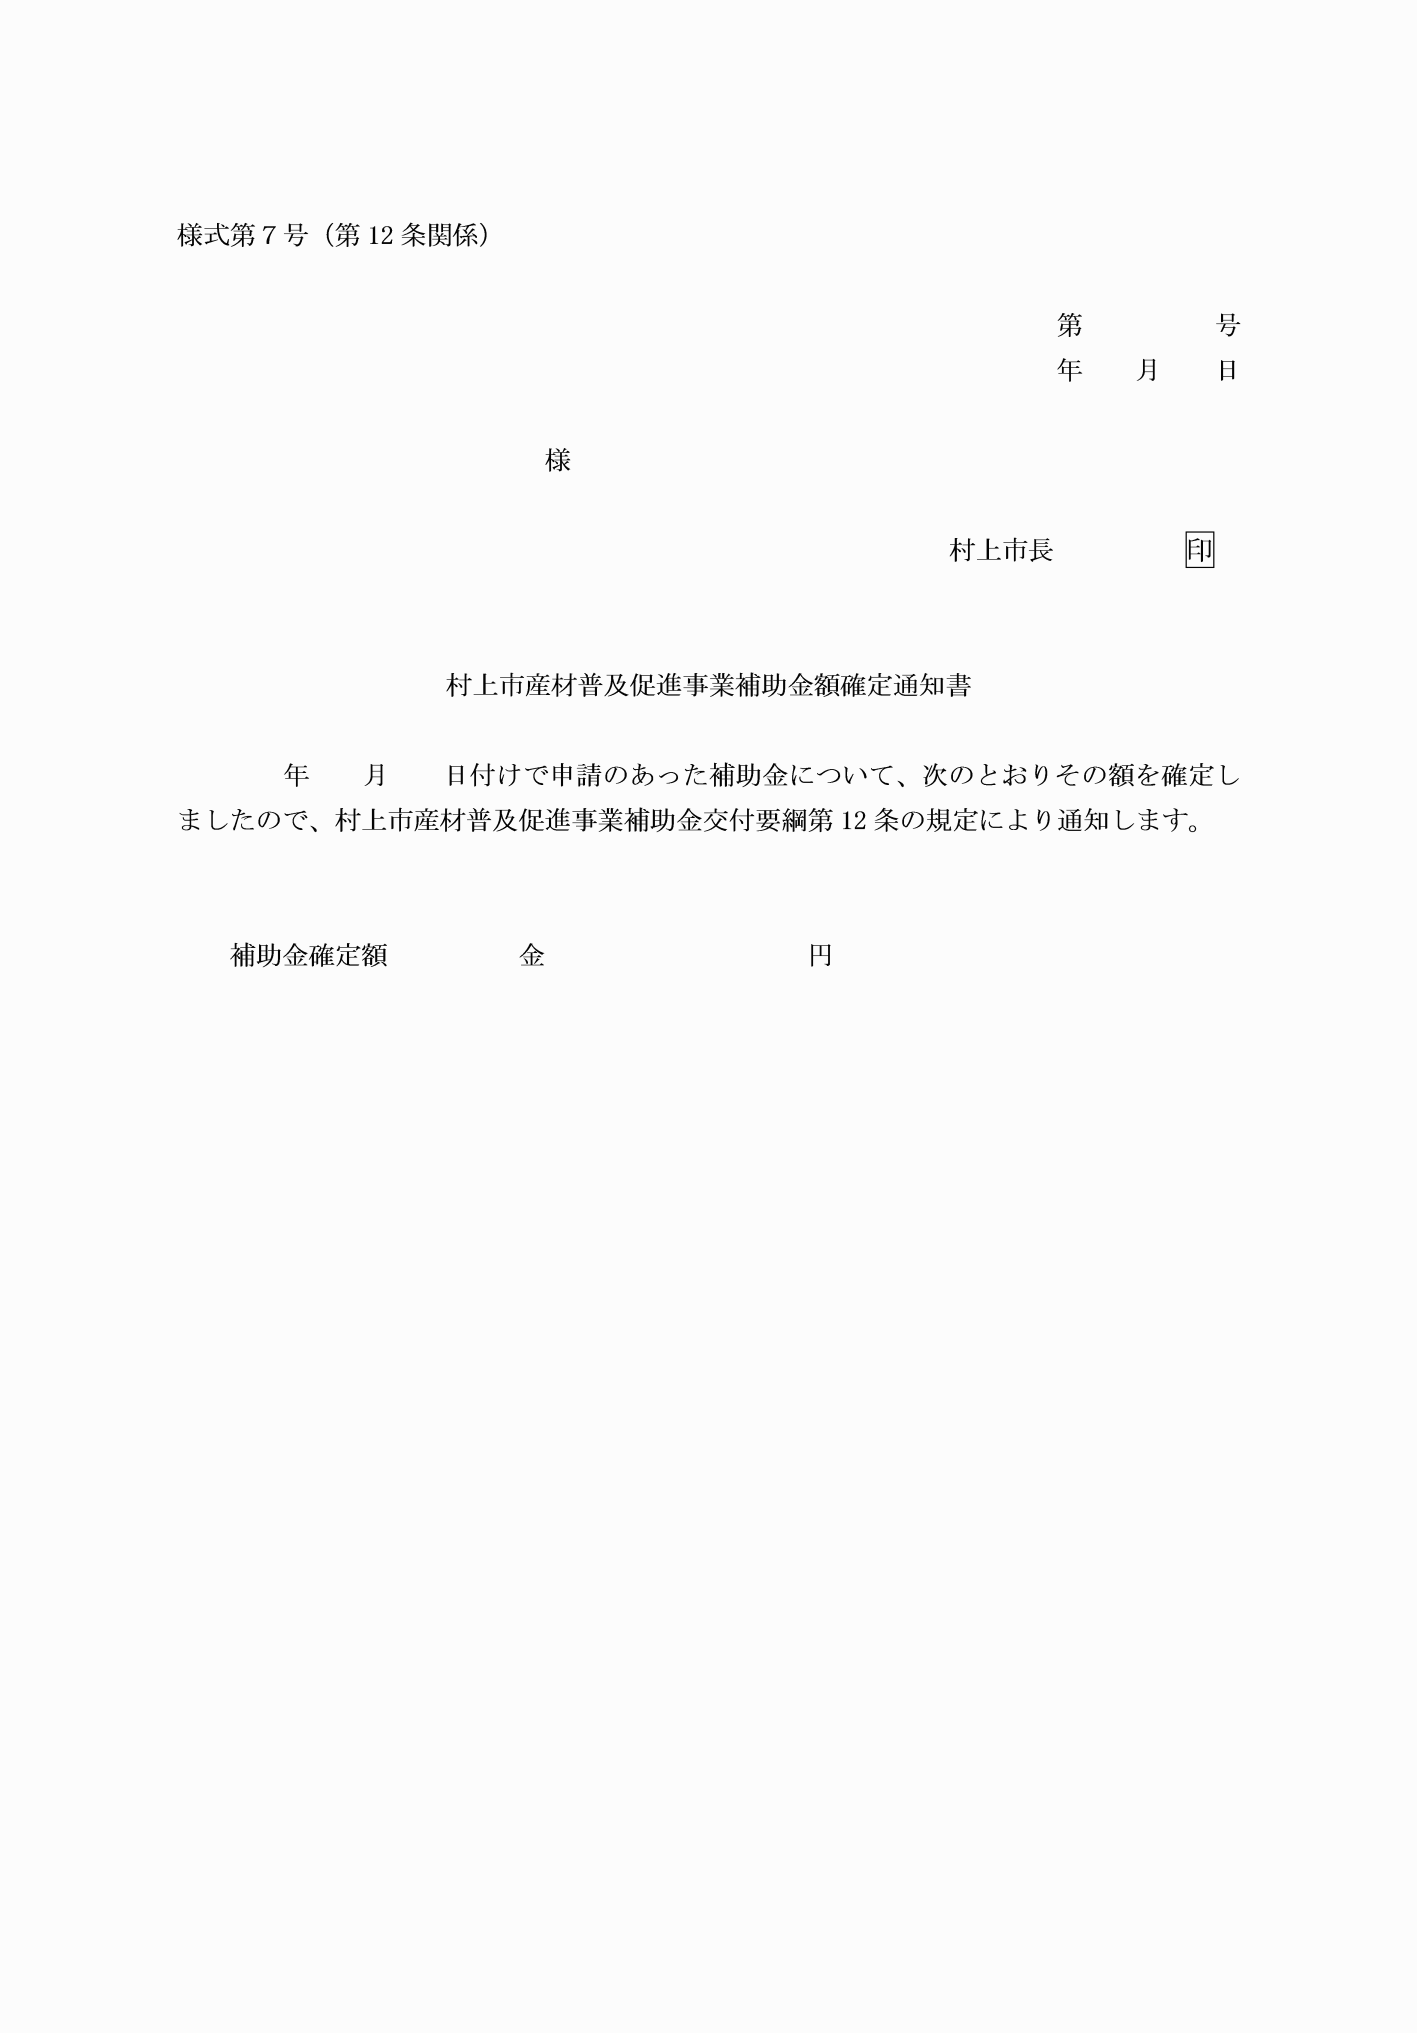 様式第７号（第 12 条関係）
第　　　　　号
年　　月　　日
様
村上市長　　　　　印
村上市産材普及促進事業補助金額確定通知書
年　　月　　日付けで申請のあった補助金について、次のとおりその額を確定し
ましたので、村上市産材普及促進事業補助金交付要綱第 12 条の規定により通知します。
補助金確定額　　　　　金　　　　　　　　　　円